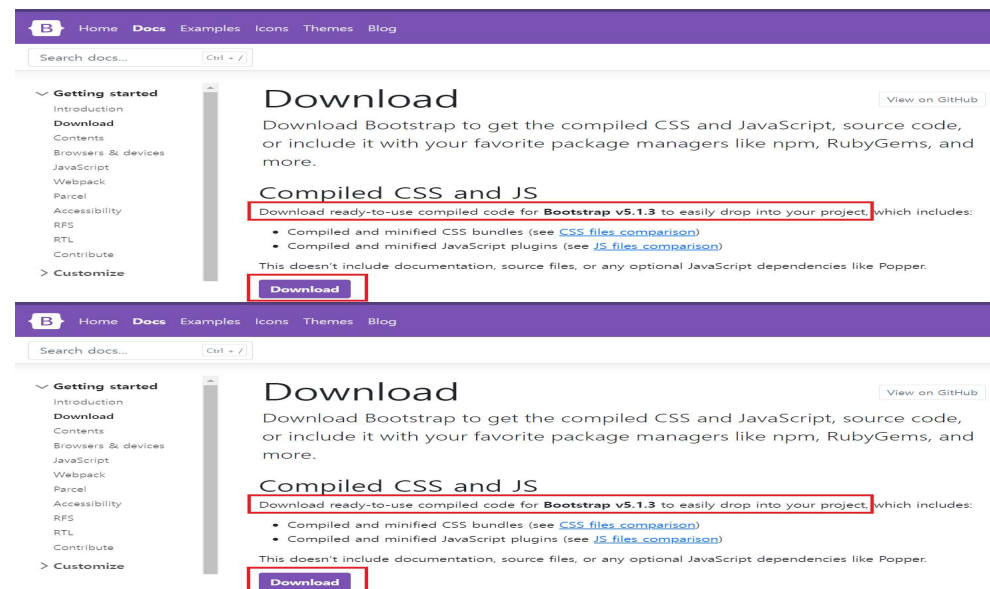 B Home Docs Examples Icons Themes Blog
Search docs... Ctrl + /
Getting started
Introduction
Download
Contents
Browsers & devices
JavaScript
Webpack
Parcel
Accessibility
RFS
RTL
Contribute
Customize
Download
View on GitHub
Download Bootstrap to get the compiled CSS and JavaScript, source code,
or include it with your favorite package managers like npm, RubyGems, and
more.
Compiled CSS and JS
Download ready-to-use compiled code for Bootstrap v5.1.3 to easily drop into your project, which includes:
• Compiled and minified CSS bundles (see CSS files comparison)
• Compiled and minified JavaScript plugins (see JS files comparison)
This doesn't include documentation, source files, or any optional JavaScript dependencies like Popper.
Download
B Home Docs Examples Icons Themes Blog
Search docs... Ctrl + /
Getting started
Introduction
Download
Contents
Browsers & devices
JavaScript
Webpack
Parcel
Accessibility
RFS
RTL
Contribute
Customize
Download
View on GitHub
Download Bootstrap to get the compiled CSS and JavaScript, source code,
or include it with your favorite package managers like npm, RubyGems, and
more.
Compiled CSS and JS
Download ready-to-use compiled code for Bootstrap v5.1.3 to easily drop into your project, which includes:
• Compiled and minified CSS bundles (see CSS files comparison)
• Compiled and minified JavaScript plugins (see JS files comparison)
This doesn't include documentation, source files, or any optional JavaScript dependencies like Popper.
Download